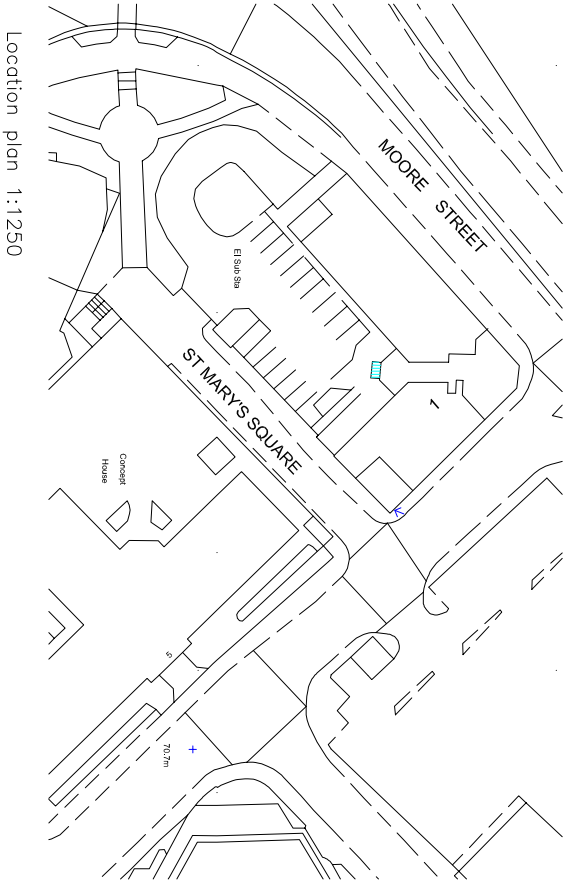 Location plan 1:1250
MOORE STREET
El Sub Sta
ST MARY'S SQUARE
1
Concept
House
5
70.7m